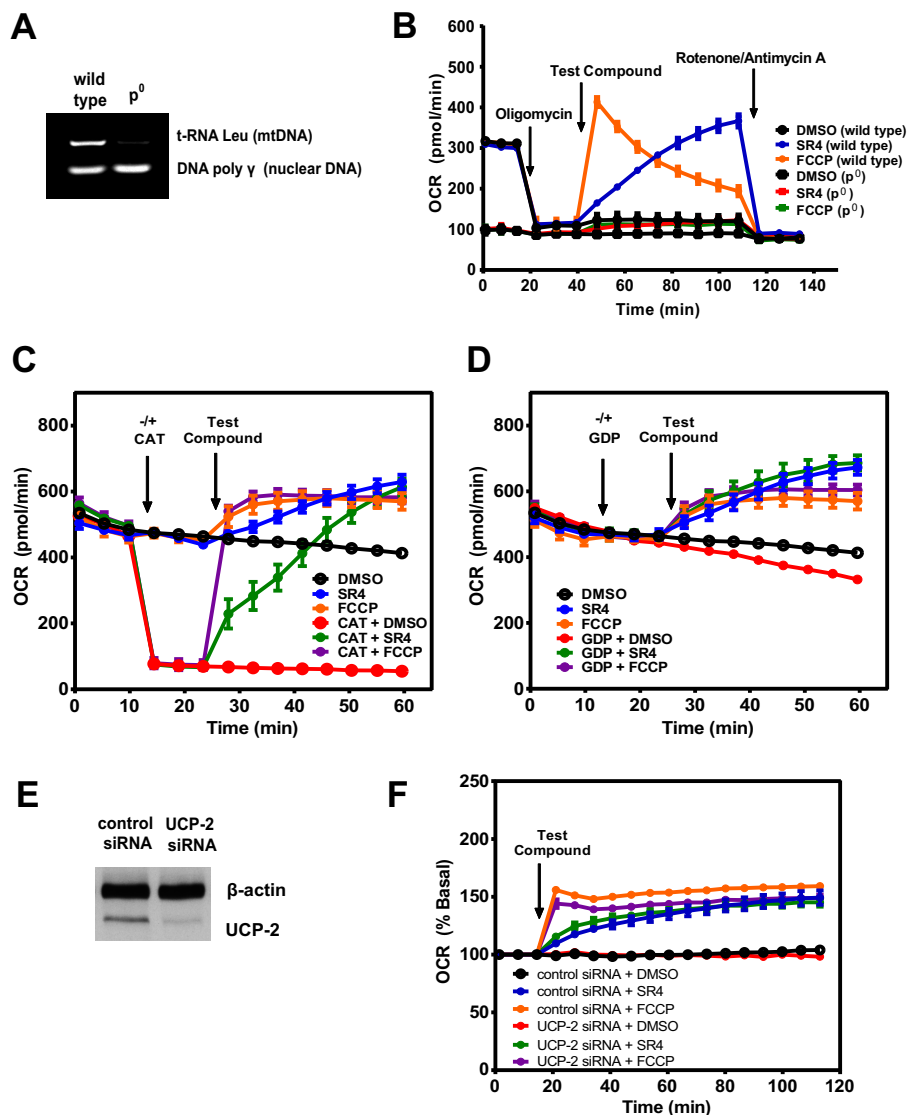 A
wild type
p0
t-RNA Leu (mtDNA)
DNA poly γ (nuclear DNA)
B
OCR (pmol/min)
600
500
400
300
200
100
0
Oligomycin
Test Compound
Rotenone/Antimycin A
DMSO (wild type)
SR4 (wild type)
FCCP (wild type)
DMSO (p0)
SR4 (p0)
FCCP (p0)
0 20 40 60 80 100 120 140
Time (min)
C
OCR (pmol/min)
800
600
400
200
0
-/+
CAT
Test
Compound
DMSO
SR4
FCCP
CAT + DMSO
CAT + SR4
CAT + FCCP
0 10 20 30 40 50 60
Time (min)
D
OCR (pmol/min)
800
600
400
200
0
-/+
GDP
Test
Compound
DMSO
SR4
FCCP
GDP + DMSO
GDP + SR4
GDP + FCCP
0 10 20 30 40 50 60
Time (min)
E
control
siRNA
UCP-2
siRNA
β-actin
UCP-2
F
OCR (% Basal)
250
200
150
100
50
0
Test
Compound
control siRNA + DMSO
control siRNA + SR4
control siRNA + FCCP
UCP-2 siRNA + DMSO
UCP-2 siRNA + SR4
UCP-2 siRNA + FCCP
0 20 40 60 80 100 120
Time (min)